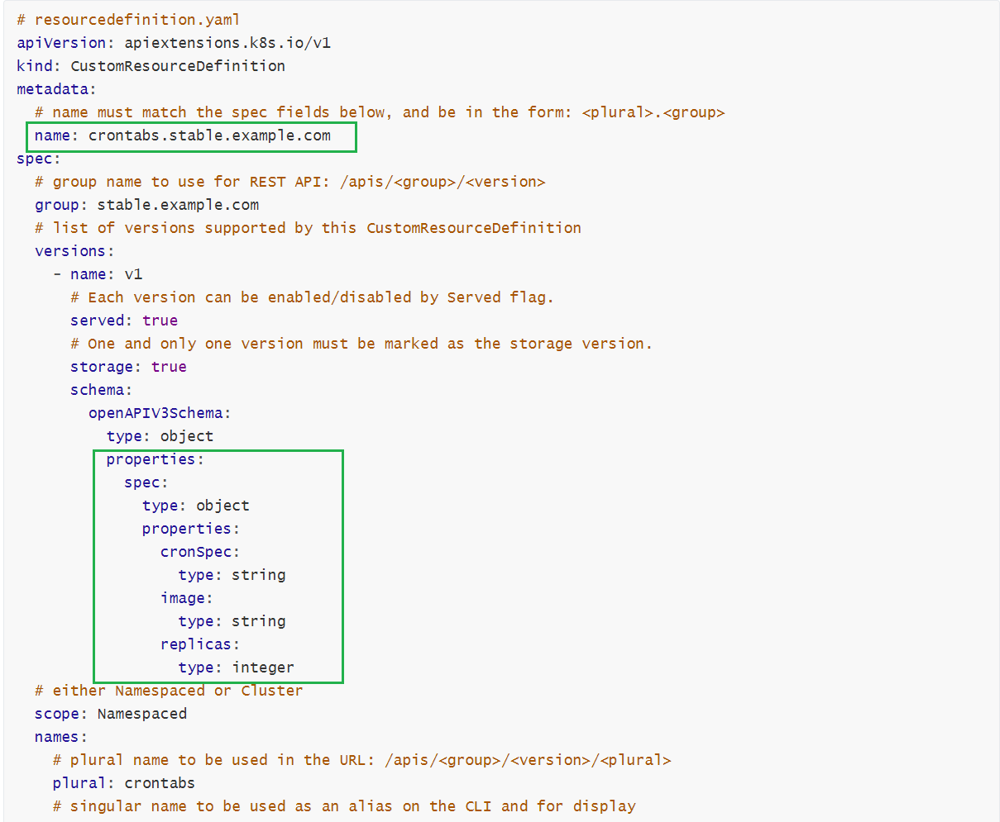 # resourcedefinition.yaml
apiVersion: apiextensions.k8s.io/v1
kind: CustomResourceDefinition
metadata:
  # name must match the spec fields below, and be in the form: <plural>.<group>
  name: crontabs.stable.example.com
spec:
  # group name to use for REST API: /apis/<group>/<version>
  group: stable.example.com
  # list of versions supported by this CustomResourceDefinition
  versions:
    - name: v1
      # Each version can be enabled/disabled by Served flag.
      served: true
      # One and only one version must be marked as the storage version.
      storage: true
      schema:
        openAPIV3Schema:
          type: object
          properties:
            spec:
              type: object
              properties:
                cronSpec:
                  type: string
                image:
                  type: string
                replicas:
                  type: integer
  # either Namespaced or Cluster
  scope: Namespaced
  names:
    # plural name to be used in the URL: /apis/<group>/<version>/<plural>
    plural: crontabs
    # singular name to be used as an alias on the CLI and for display